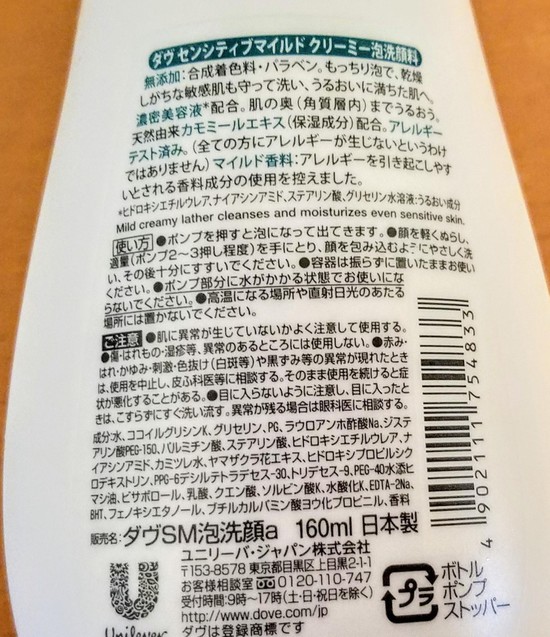 ダヴ センシティブマイルド クリーミー泡洗顔料
無添加：合成着色料・パラベン。もっちり泡で、乾燥
しがちな敏感肌も守って洗い、うるおいに満ちた肌へ。
濃密美容液*配合。肌の奥（角質層内）までうるおう。
天然由来カモミールエキス（保湿成分）配合。アレルギー
テスト済み。（全ての方にアレルギーが生じないというわけ
ではありません）マイルド香料：アレルギーを引き起こしやす
いとされる香料成分の使用を控えました。
*ヒドロキシエチルウレア、ナイアシンアミド、ステアリン酸、グリセリン水溶液：うるおい成分
Mild creamy lather cleanses and moisturizes even sensitive skin.
使い方 ●ポンプを押すと泡になって出てきます。●顔を軽くぬらし、
適量（ポンプ2〜3押し程度）を手にとり、顔を包み込むようにやさしく洗
い、その後十分にすすいでください。●容器は振らずに置いたままお使い
ください。●ポンプ部分に水がかかる状態でお使いにな
らないでください。●高温になる場所や直射日光のあたる
場所には置かないでください。
ご注意 ●肌に異常が生じていないかよく注意して使用する。
●傷・はれもの・湿疹等、異常のあるところには使用しない。●赤み・
はれ・かゆみ・刺激・色抜け（白斑等）や黒ずみ等の異常が現れたとき
は、使用を中止し、皮ふ科医等に相談する。そのまま使用を続けると症
状が悪化することがある。●目に入らないように注意し、目に入ったと
きは、こすらずにすぐ洗い流す。異常が残る場合は眼科医に相談する。
成分：水、ココイルグリシンK、グリセリン、PG、ラウロアンホ酢酸Na、ジステ
アリン酸PEG-150、パルミチン酸、ステアリン酸、ヒドロキシエチルウレア、ナ
イアシンアミド、カミツレ水、ヤマザクラ花エキス、ヒドロキシプロピルシク
ロデキストリン、PPG-6デシルテトラデセス-30、トリデセス-9、PEG-40水添ヒ
マシ油、ビサボロール、乳酸、クエン酸、ソルビン酸K、水酸化K、EDTA-2Na、
BHT、フェノキシエタノール、ブチルカルバミン酸ヨウ化プロピニル、香料
販売名：ダヴSM泡洗顔a 160ml 日本製
ユニリーバ・ジャパン株式会社
〒153-8578 東京都目黒区上目黒2-1-1
お客様相談室 0120-110-747
受付時間：9時〜17時（土・日・祝日を除く）
http://www.dove.com/jp
ダヴは登録商標です
Unilever
プラ
ボトル
ポンプ
ストッパー
4 902111 754833